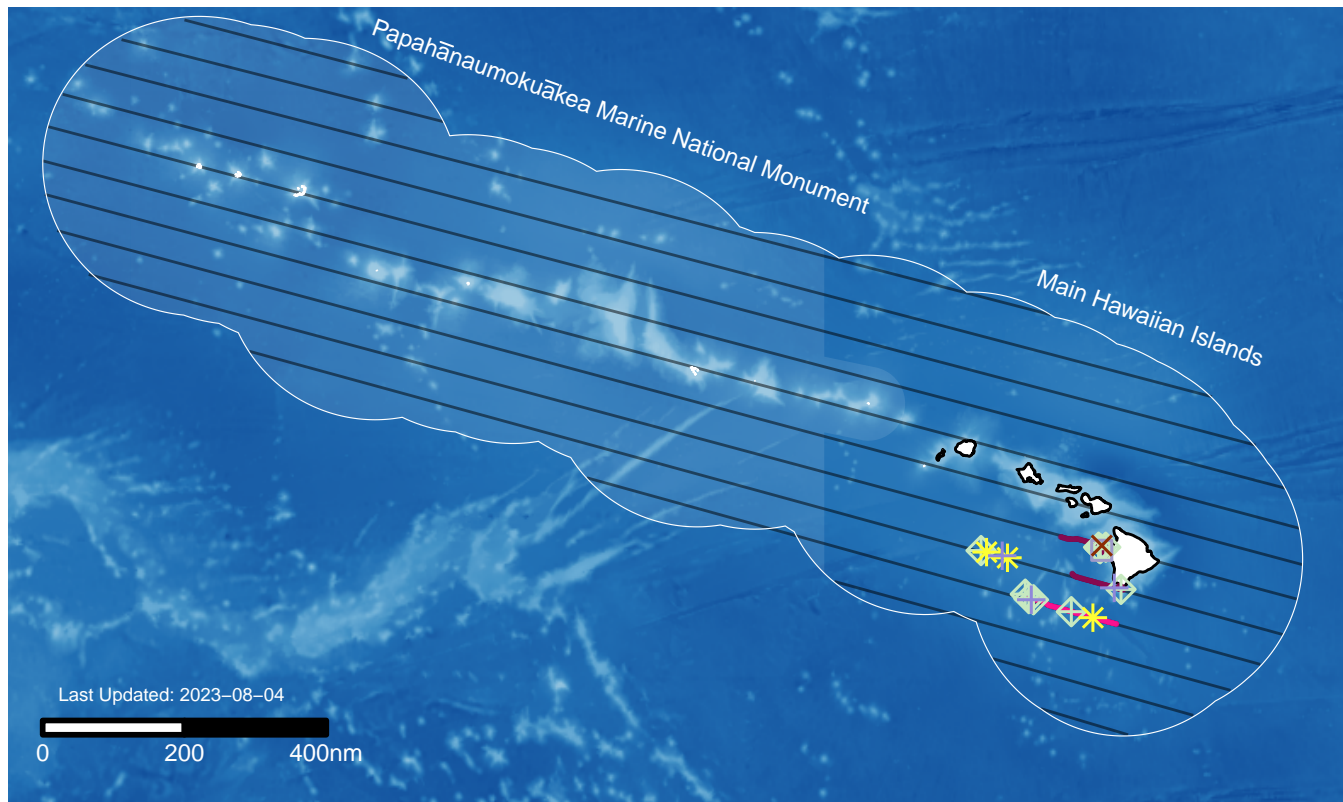 Papahānaumokuākea Marine National Monument
Main Hawaiian Islands
Last Updated: 2023−08−04
0 200 400nm